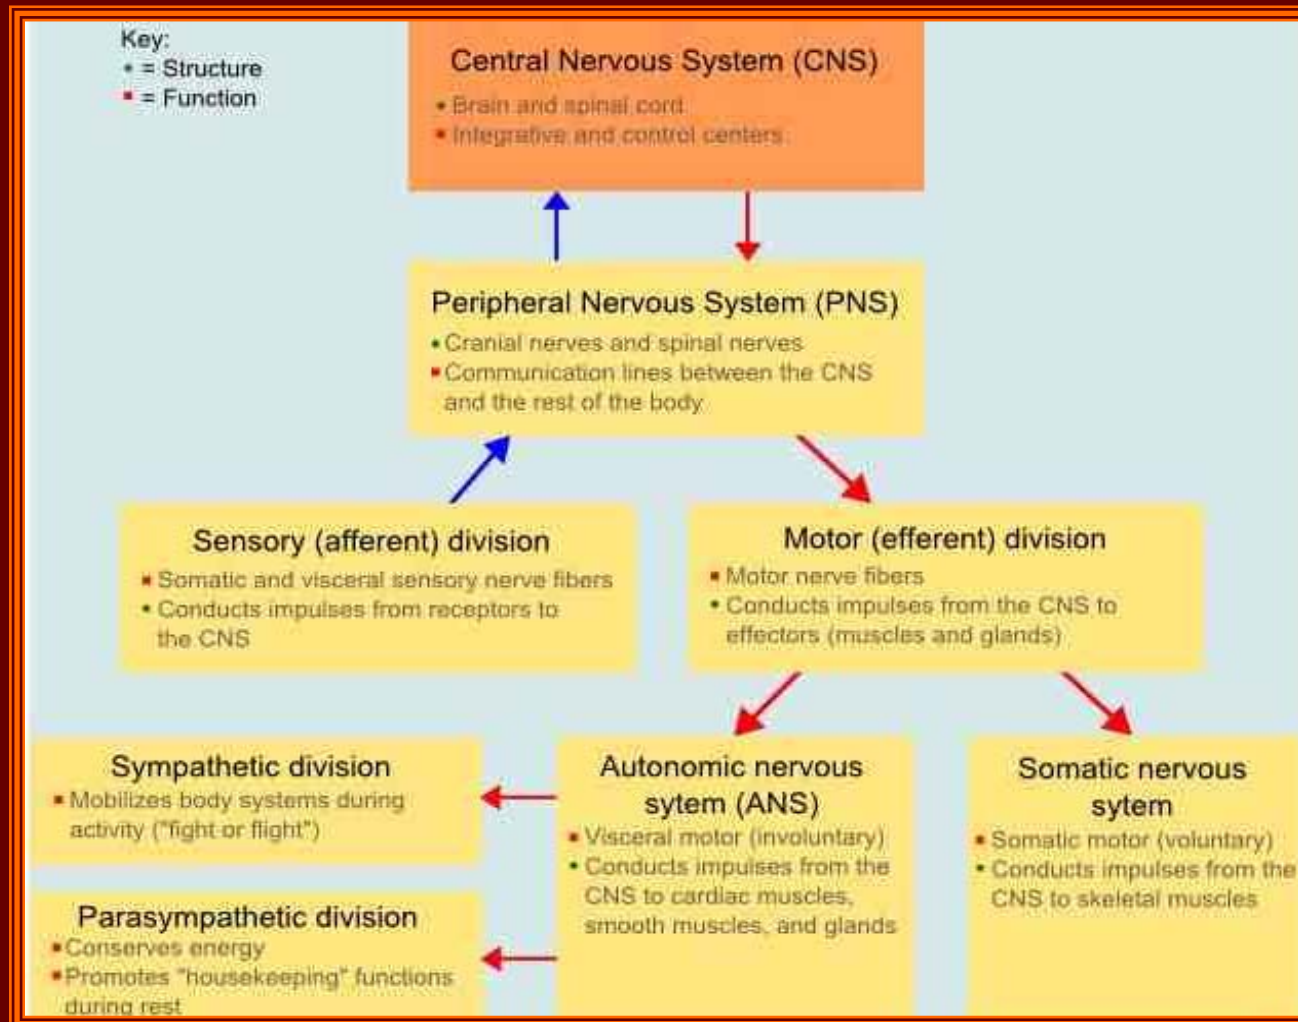 Key:
• = Structure
▪ = Function
Central Nervous System (CNS)
• Brain and spinal cord
▪ Integrative and control centers
Peripheral Nervous System (PNS)
• Cranial nerves and spinal nerves
▪ Communication lines between the CNS
and the rest of the body
Sensory (afferent) division
▪ Somatic and visceral sensory nerve fibers
• Conducts impulses from receptors to
the CNS
Motor (efferent) division
▪ Motor nerve fibers
• Conducts impulses from the CNS to
effectors (muscles and glands)
Sympathetic division
▪ Mobilizes body systems during
activity ("fight or flight")
Autonomic nervous
sytem (ANS)
▪ Visceral motor (involuntary)
• Conducts impulses from the
CNS to cardiac muscles,
smooth muscles, and glands
Somatic nervous
sytem
▪ Somatic motor (voluntary)
• Conducts impulses from the
CNS to skeletal muscles
Parasympathetic division
▪ Conserves energy
▪ Promotes "housekeeping" functions
during rest